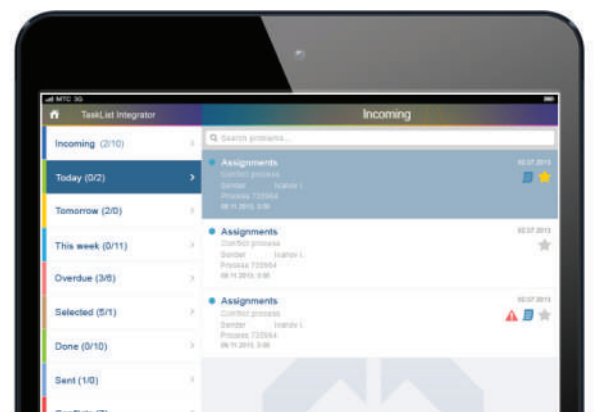 MTC 3G
TaskList Integrator
Incoming
Incoming (2/10)
Today (0/2)
Tomorrow (2/0)
This week (0/11)
Overdue (3/6)
Selected (5/1)
Done (0/10)
Sent (1/0)
Search problems...
Assignments
02.07.2013
Conflict process
Sender Ivanov I.
Process 735964
Assignments
02.07.2013
Conflict process
Sender Ivanov I.
Process 735964
Assignments
02.07.2013
Conflict process
Sender Ivanov I.
Process 735964